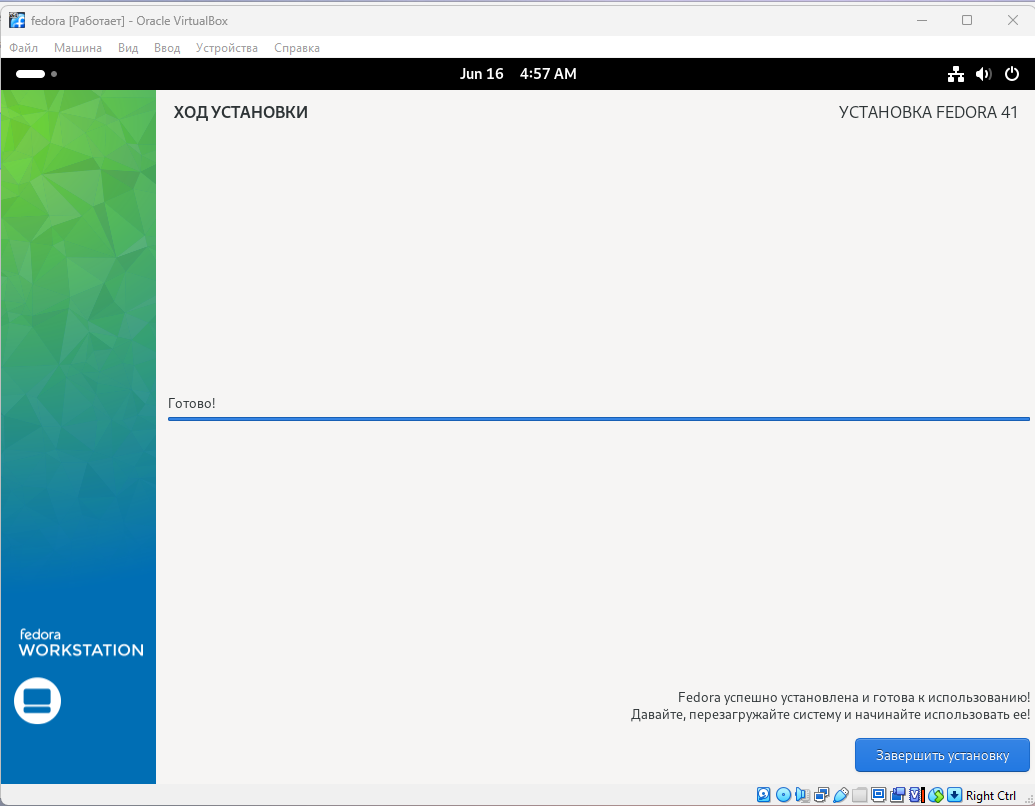 fedora [Работает] - Oracle VirtualBox
Файл Машина Вид Ввод Устройства Справка
Jun 16 4:57 AM
ХОД УСТАНОВКИ
УСТАНОВКА FEDORA 41
Готово!
fedora
WORKSTATION
Fedora успешно установлена и готова к использованию!
Давайте, перезагружайте систему и начинайте использовать ее!
Завершить установку
Right Ctrl